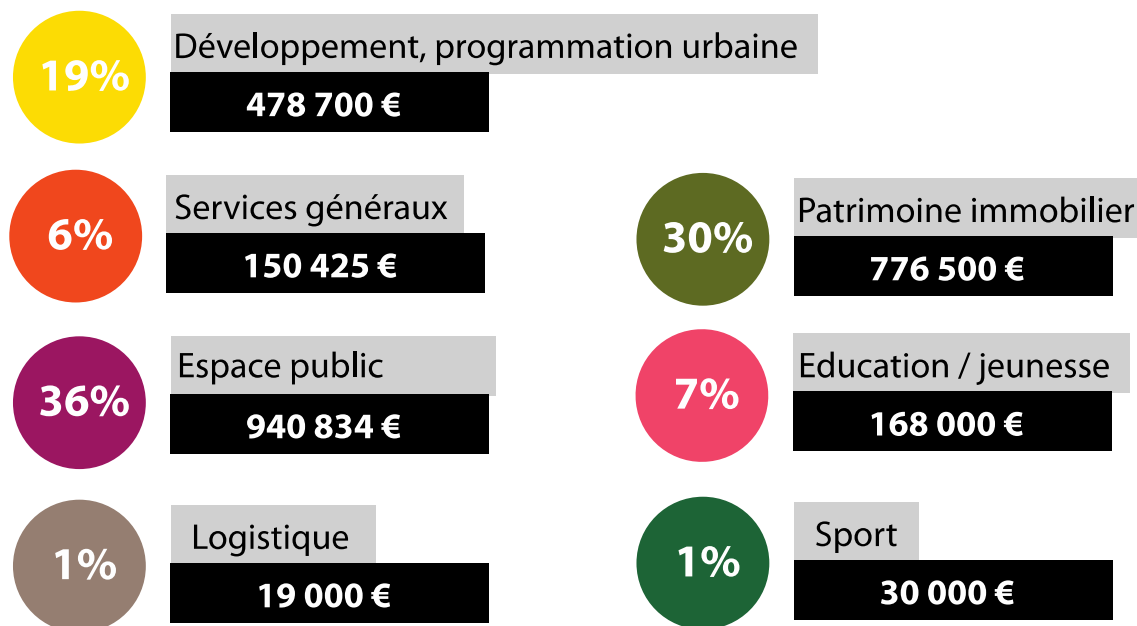 19%
Développement, programmation urbaine
478 700 €
6%
Services généraux
150 425 €
30%
Patrimoine immobilier
776 500 €
36%
Espace public
940 834 €
7%
Education / jeunesse
168 000 €
1%
Logistique
19 000 €
1%
Sport
30 000 €